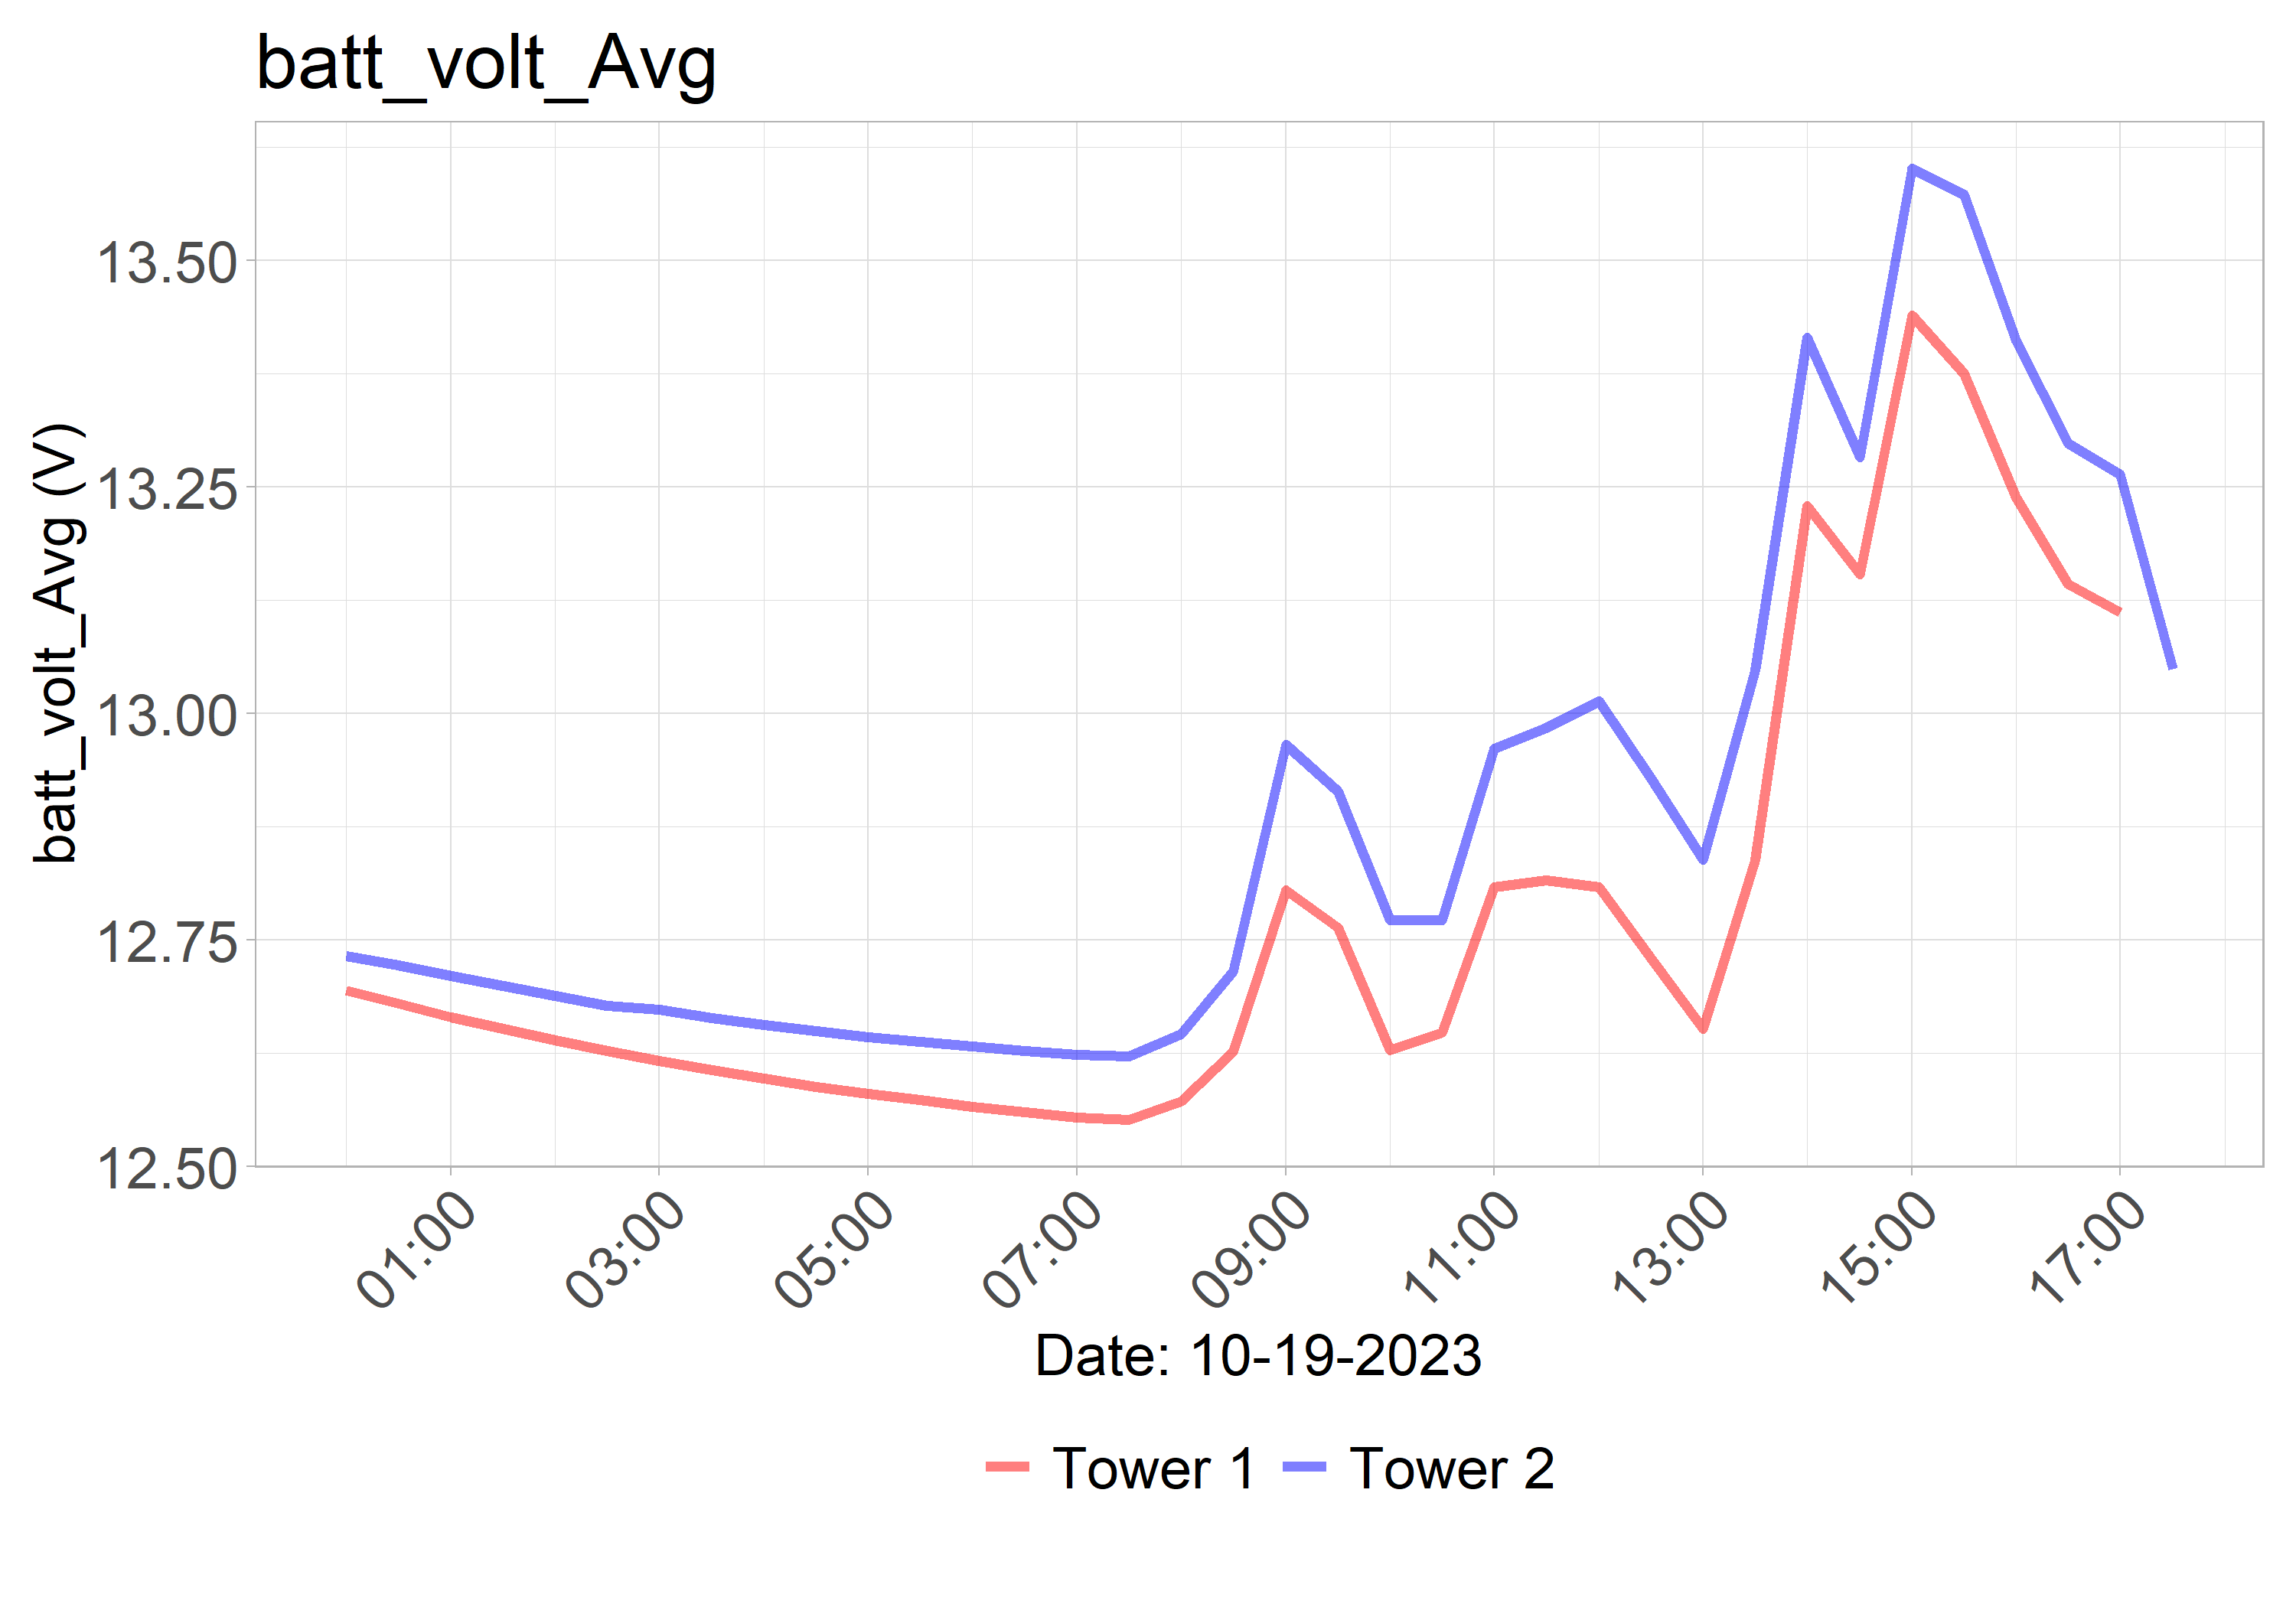 batt_volt_Avg
batt_volt_Avg (V)
13.50
13.25
13.00
12.75
12.50
01:00 03:00 05:00 07:00 09:00 11:00 13:00 15:00 17:00
Date: 10-19-2023
Tower 1 Tower 2